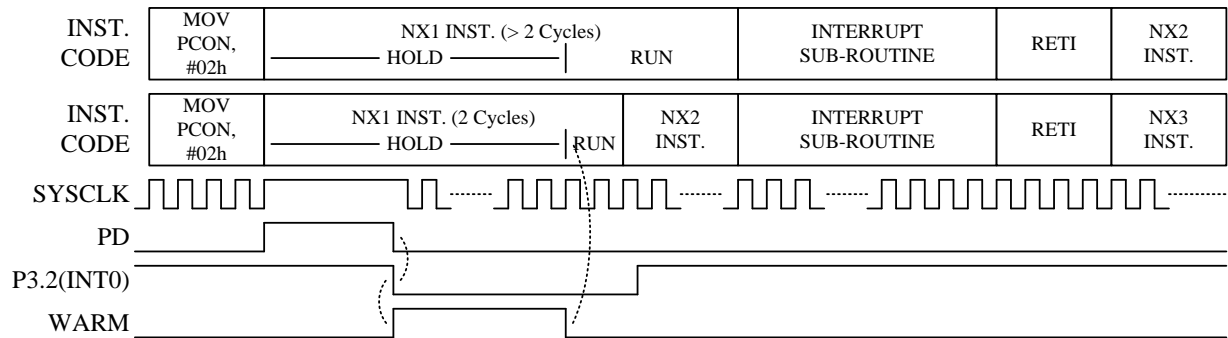 INST.
CODE
MOV
PCON,
#02h
NX1 INST. (> 2 Cycles)
HOLD
RUN
INTERRUPT
SUB-ROUTINE
RETI
NX2
INST.
INST.
CODE
MOV
PCON,
#02h
NX1 INST. (2 Cycles)
HOLD
RUN
NX2
INST.
INTERRUPT
SUB-ROUTINE
RETI
NX3
INST.
SYSCLK
PD
P3.2(INT0)
WARM